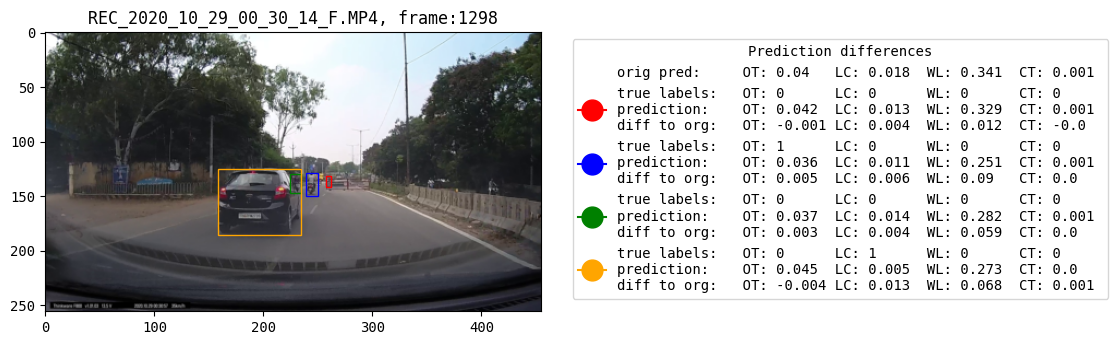 REC_2020_10_29_00_30_14_F.MP4, frame:1298
0
50
100
150
200
250
0
100
200
300
400
Prediction differences
orig pred: OT: 0.04 LC: 0.018 WL: 0.341 CT: 0.001
true labels: OT: 0 LC: 0 WL: 0 CT: 0
prediction: OT: 0.042 LC: 0.013 WL: 0.329 CT: 0.001
diff to org: OT: -0.001 LC: 0.004 WL: 0.012 CT: -0.0
true labels: OT: 1 LC: 0 WL: 0 CT: 0
prediction: OT: 0.036 LC: 0.011 WL: 0.251 CT: 0.001
diff to org: OT: 0.005 LC: 0.006 WL: 0.09 CT: 0.0
true labels: OT: 0 LC: 0 WL: 0 CT: 0
prediction: OT: 0.037 LC: 0.014 WL: 0.282 CT: 0.001
diff to org: OT: 0.003 LC: 0.004 WL: 0.059 CT: 0.0
true labels: OT: 0 LC: 1 WL: 0 CT: 0
prediction: OT: 0.045 LC: 0.005 WL: 0.273 CT: 0.0
diff to org: OT: -0.004 LC: 0.013 WL: 0.068 CT: 0.001